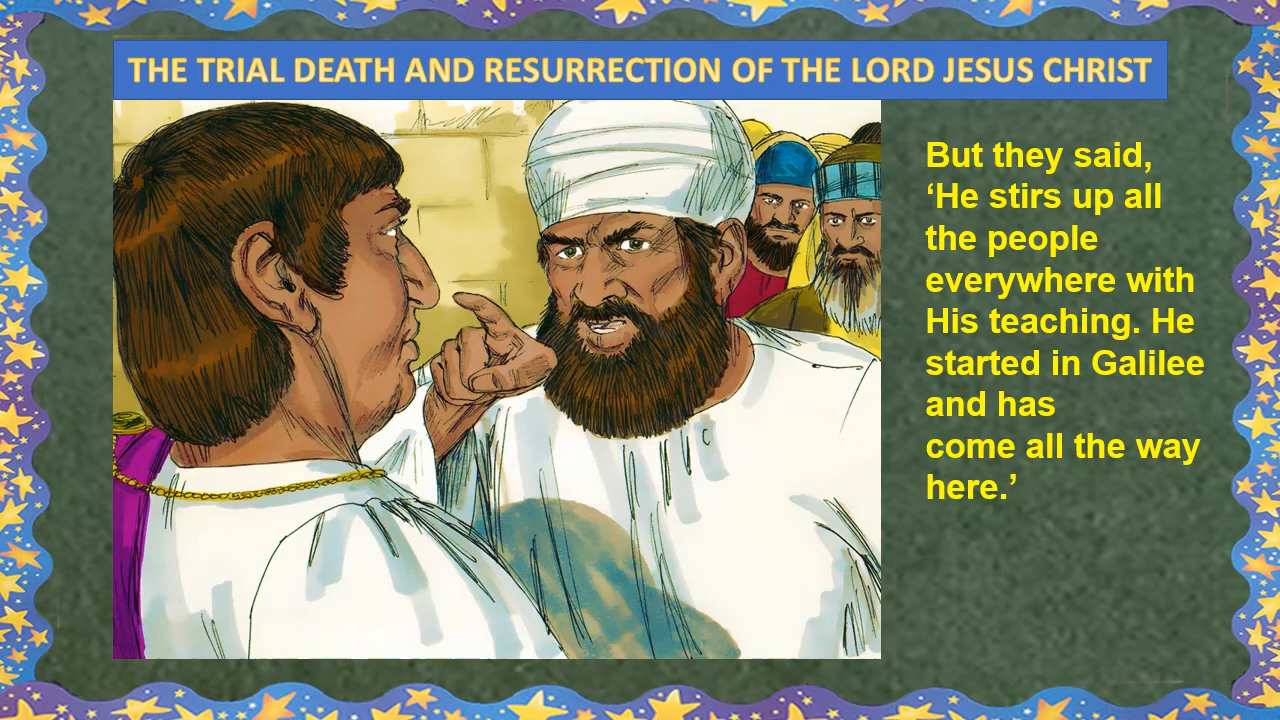 THE TRIAL DEATH AND RESURRECTION OF THE LORD JESUS CHRIST
But they said,
‘He stirs up all
the people
everywhere with
His teaching. He
started in Galilee
and has
come all the way
here.’